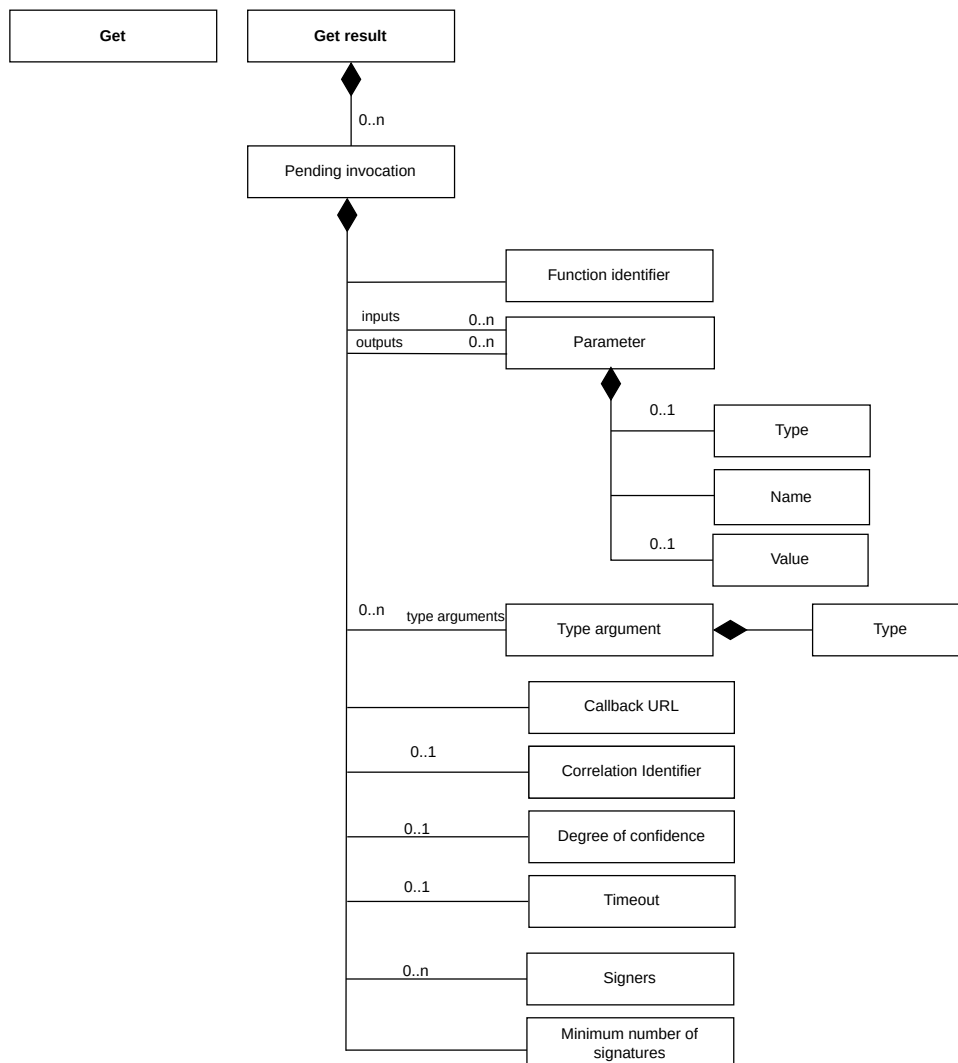 Get
Get result
0..n
Pending invocation
Function identifier
inputs
0..n
outputs
0..n
Parameter
0..1
Type
Name
0..1
Value
0..n
type arguments
Type argument
Type
Callback URL
0..1
Correlation Identifier
0..1
Degree of confidence
0..1
Timeout
0..n
Signers
Minimum number of
signatures